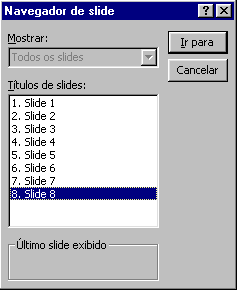 Navegador de slide
Mostrar:
Todos os slides
Ir para
Cancelar
Títulos de slides:
1. Slide 1
2. Slide 2
3. Slide 3
4. Slide 4
5. Slide 5
6. Slide 6
7. Slide 7
8. Slide 8
Último slide exibido